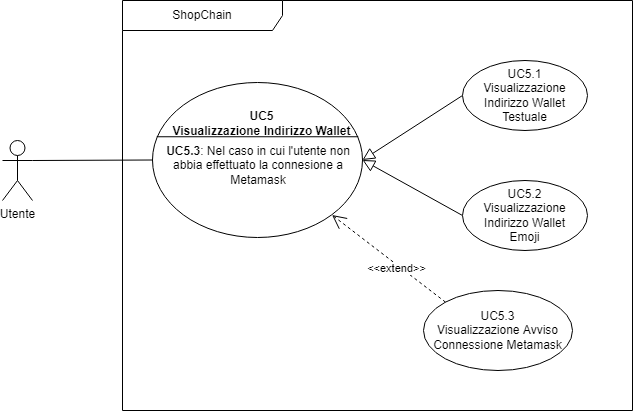 ShopChain
UC5
Visualizzazione Indirizzo Wallet
UC5.3: Nel caso in cui l'utente non
abbia effettuato la connesione a
Metamask
UC5.1
Visualizzazione
Indirizzo Wallet
Testuale
UC5.2
Visualizzazione
Indirizzo Wallet
Emoji
Utente
<<extend>>
UC5.3
Visualizzazione Avviso
Connessione Metamask